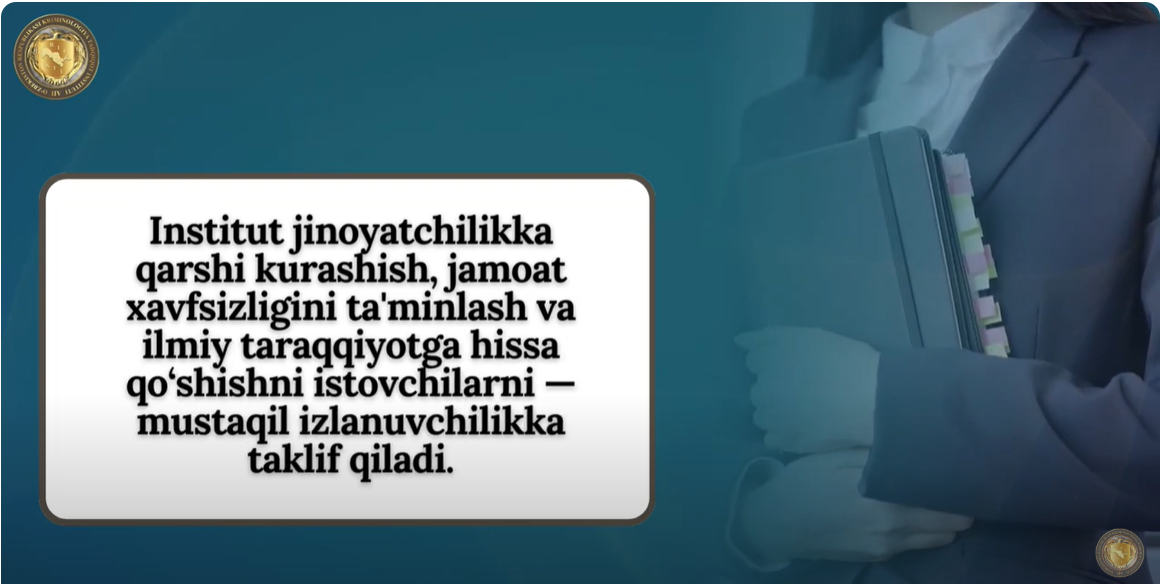 Institut jinoyatchilikka
qarshi kurashish, jamoat
xavfsizligini ta'minlash va
ilmiy taraqqiyotga hissa
qo‘shishni istovchilarni —
mustaqil izlanuvchilikka
taklif qiladi.